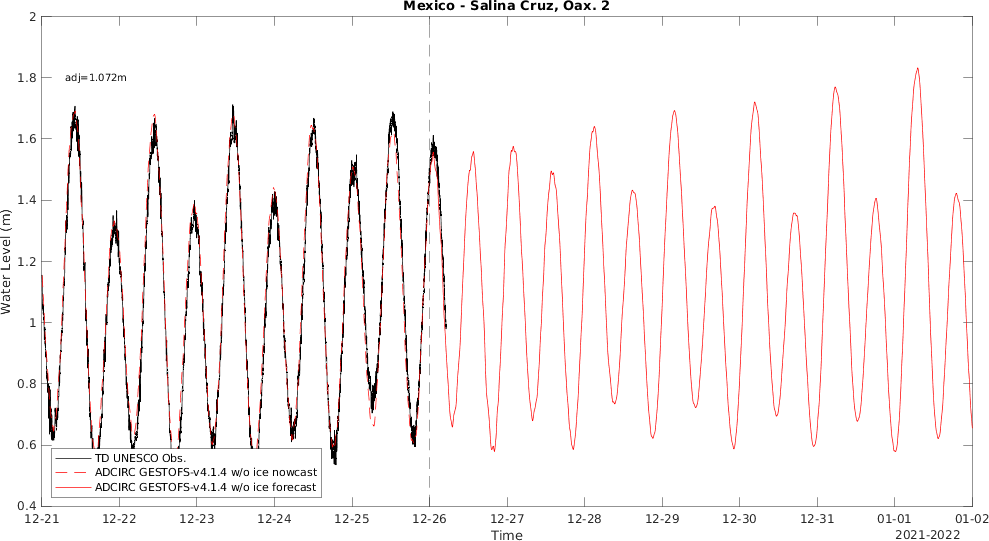 Mexico - Salina Cruz, Oax. 2
2
1.8
1.6
1.4
1.2
1
0.8
0.6
0.4
Water Level (m)
adj=1.072m
TD UNESCO Obs.
ADCIRC GESTOFS-v4.1.4 w/o ice nowcast
ADCIRC GESTOFS-v4.1.4 w/o ice forecast
12-21 12-22 12-23 12-24 12-25 12-26 12-27 12-28 12-29 12-30 12-31 01-01 01-02
Time
2021-2022